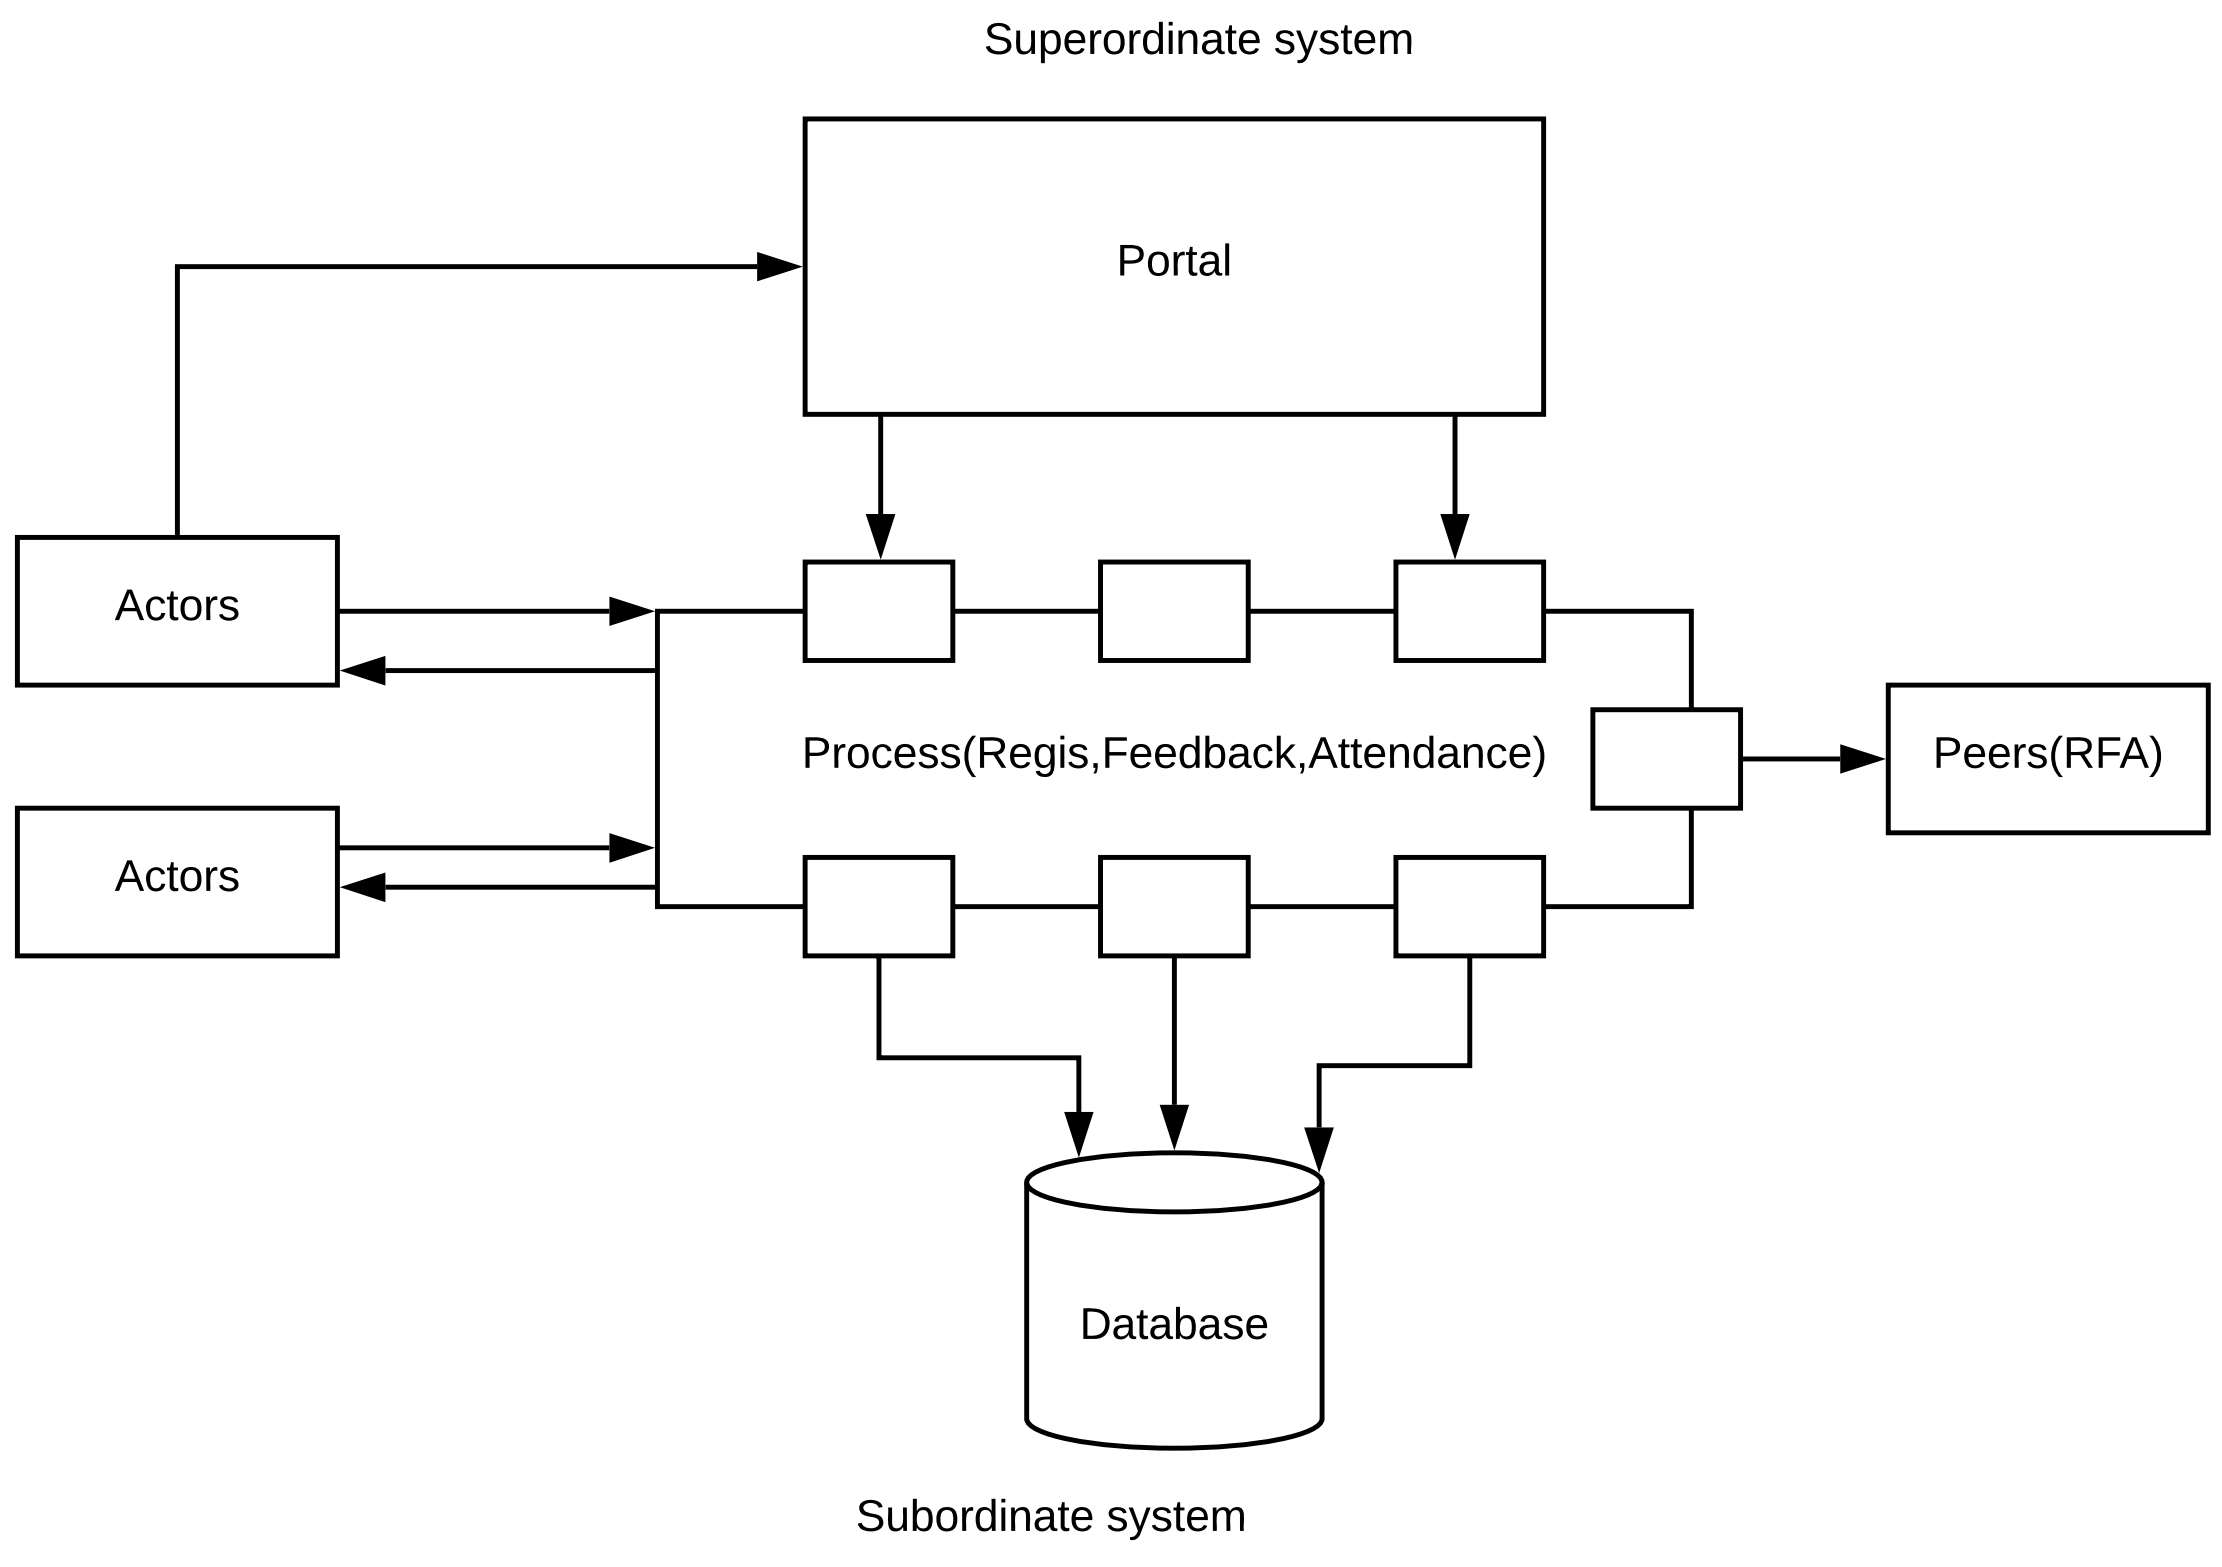 Superordinate system
Portal
Actors
Process(Regis,Feedback,Attendance)
Peers(RFA)
Actors
Database
Subordinate system